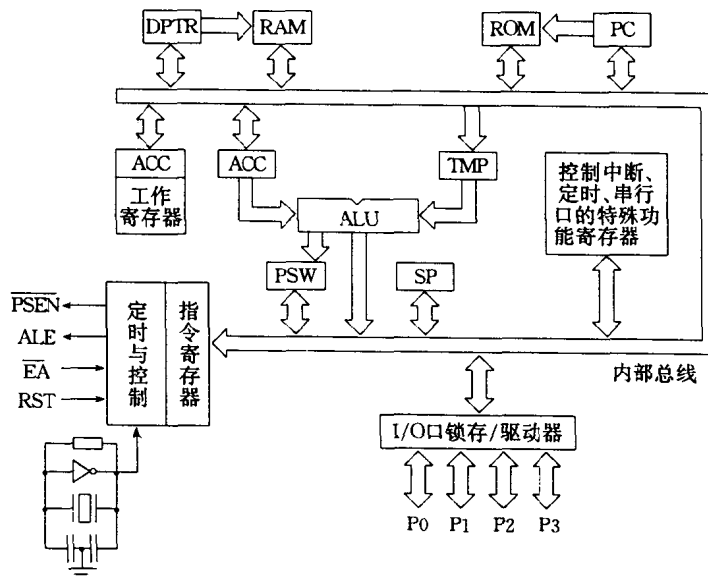 DPTR
RAM
ROM
PC
ACC
工作
寄存器
ACC
TMP
控制中断、
定时、串行
口的特殊功
能寄存器
ALU
PSW
SP
PSEN
ALE
EA
RST
定时与控制
指令寄存器
内部总线
I/O口锁存/驱动器
P0
P1
P2
P3